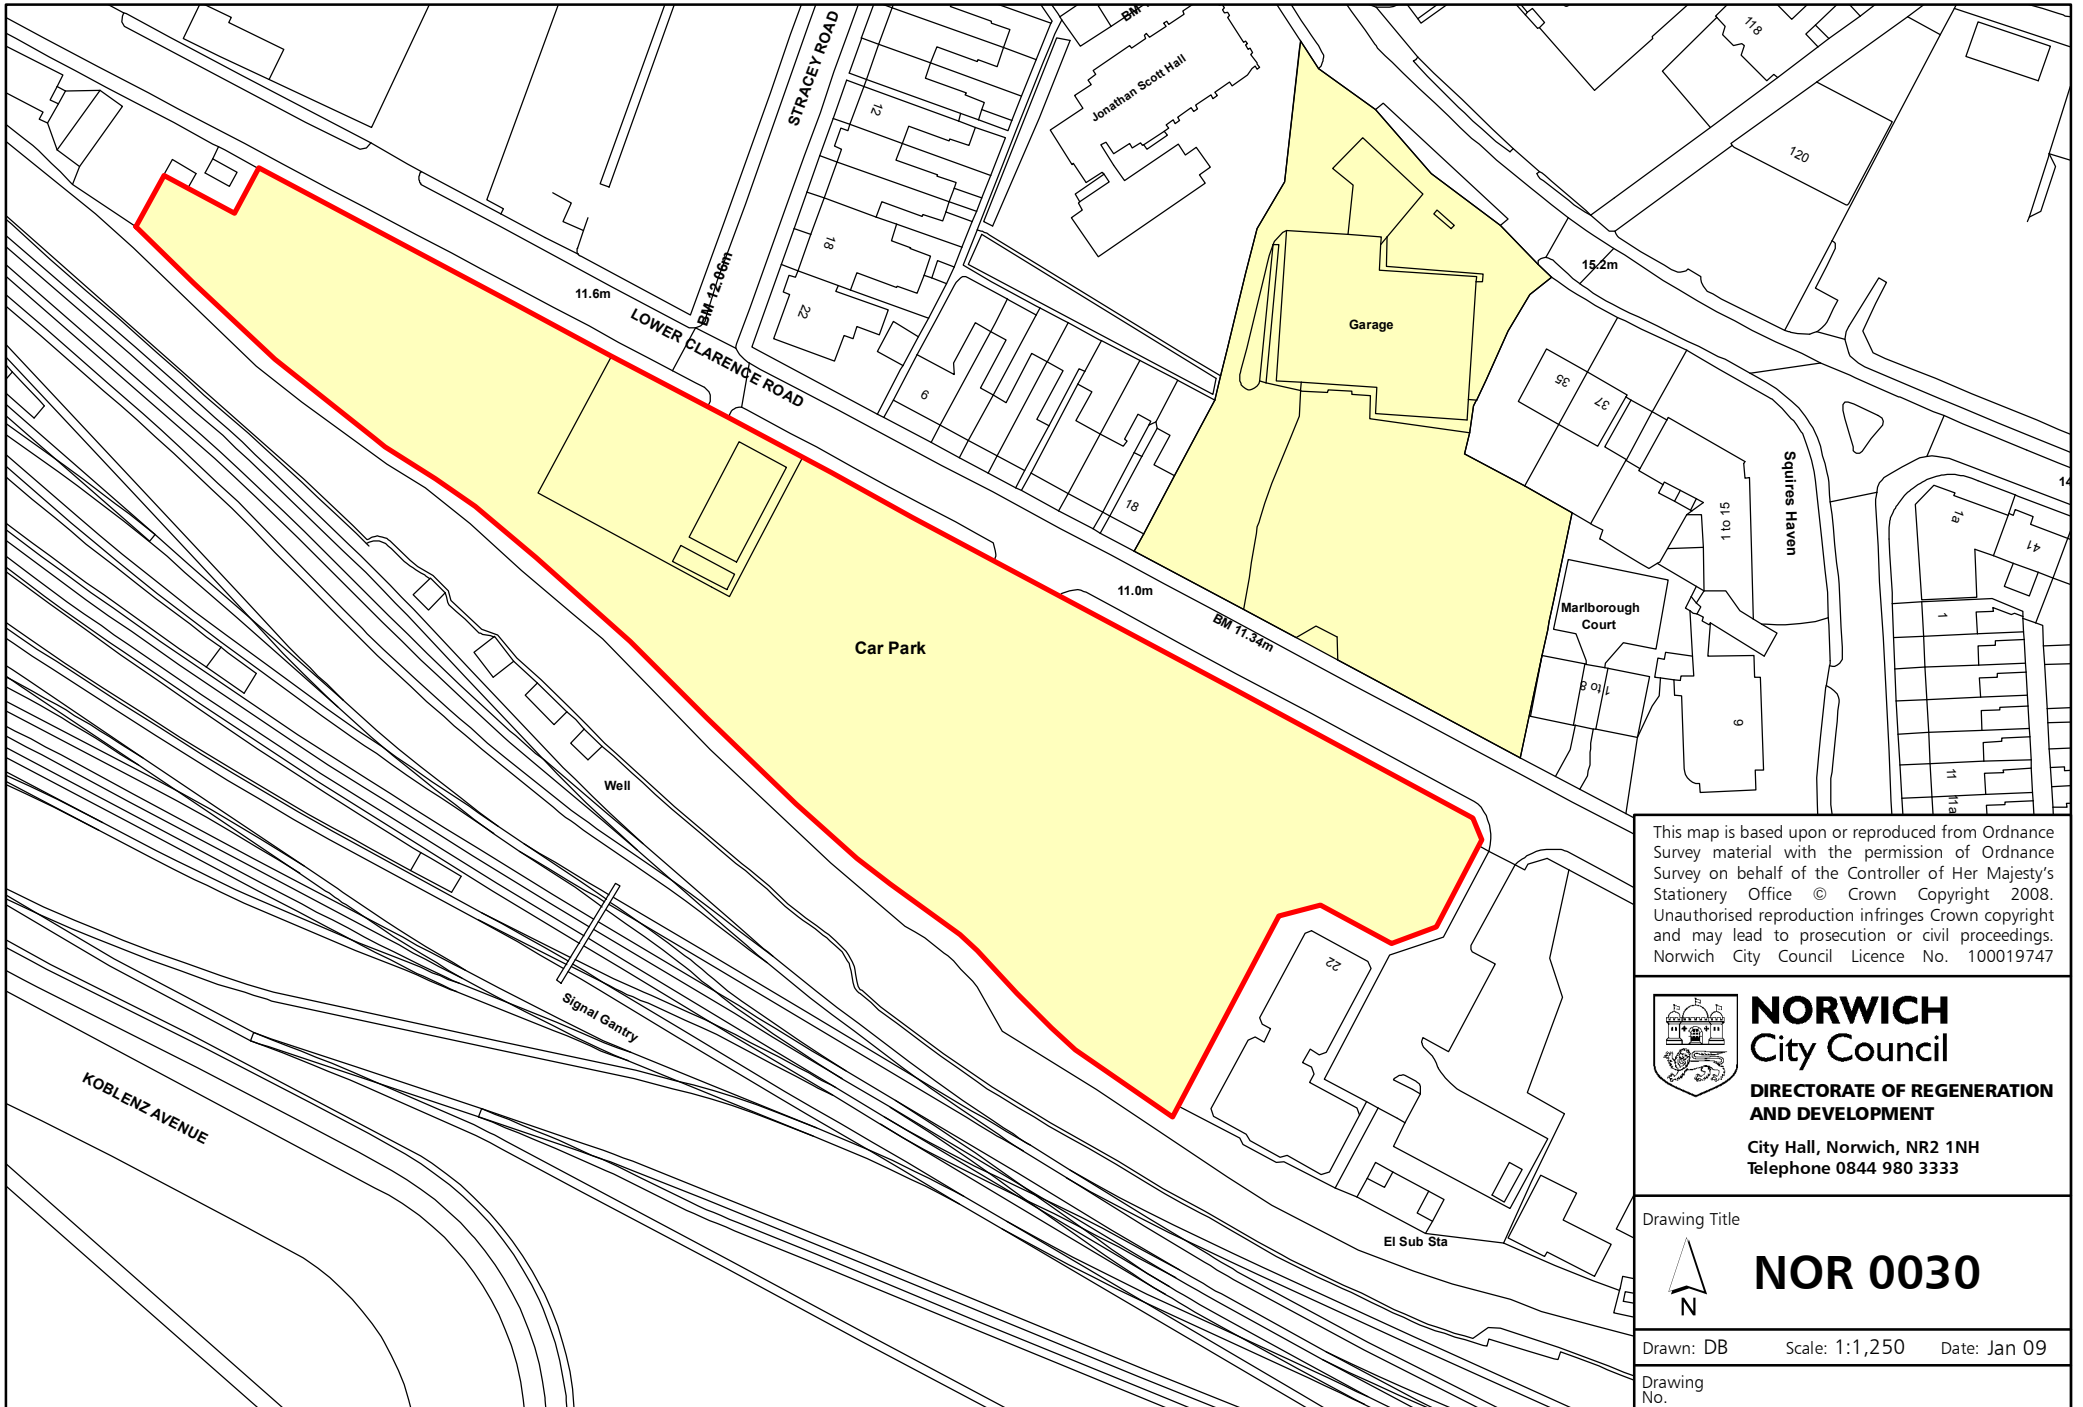 STRACEY ROAD
BM
118
12
Jonathan Scott Hall
120
18
15.2m
BM 12.06m
11.6m
22
LOWER CLARENCE ROAD
Garage
9
35
37
18
Squires Haven
14
1 to 15
1a
41
11.0m
BM 11.34m
Marlborough
Court
1
Car Park
1 to 8
9
Well
11
11a
22
Signal Gantry
KOBLENZ AVENUE
El Sub Sta
This map is based upon or reproduced from Ordnance
Survey material with the permission of Ordnance
Survey on behalf of the Controller of Her Majesty's
Stationery Office © Crown Copyright 2008.
Unauthorised reproduction infringes Crown copyright
and may lead to prosecution or civil proceedings.
Norwich City Council Licence No. 100019747
NORWICH
City Council
DIRECTORATE OF REGENERATION
AND DEVELOPMENT
City Hall, Norwich, NR2 1NH
Telephone 0844 980 3333
Drawing Title
N
NOR 0030
Drawn: DB Scale: 1:1,250 Date: Jan 09
Drawing
No.